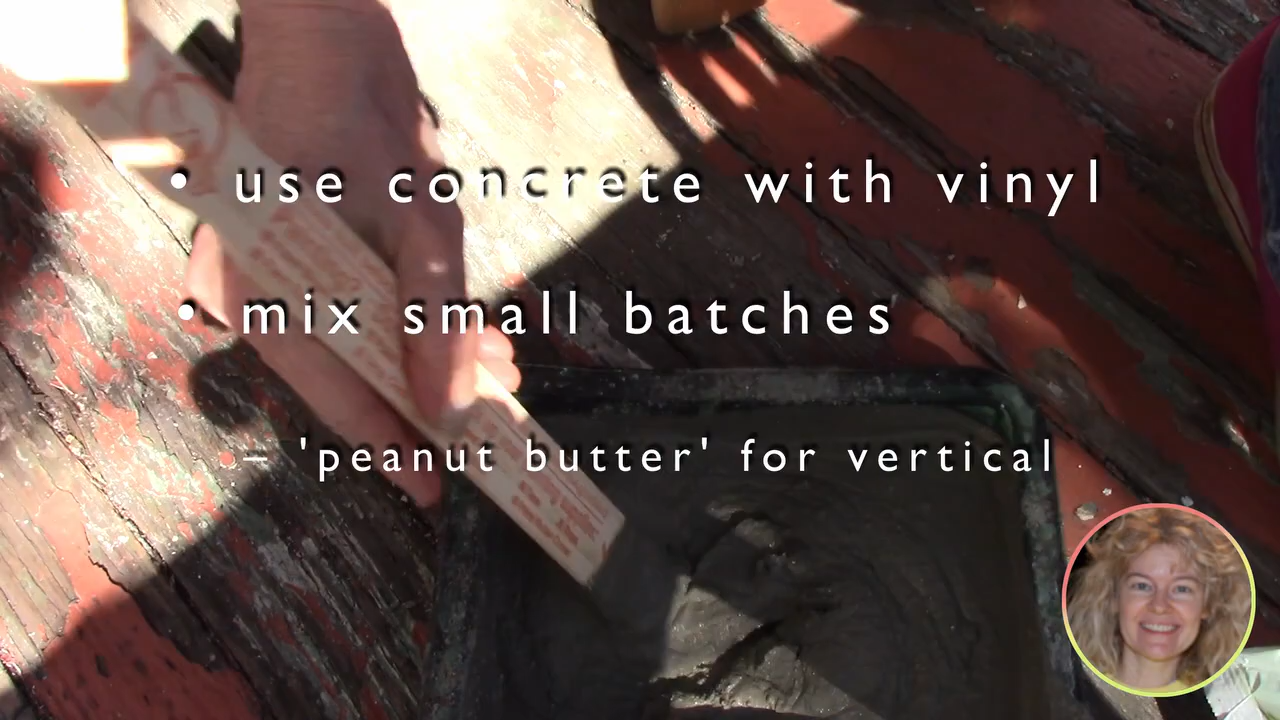 • use concrete with vinyl
• mix small batches
– 'peanut butter' for vertical